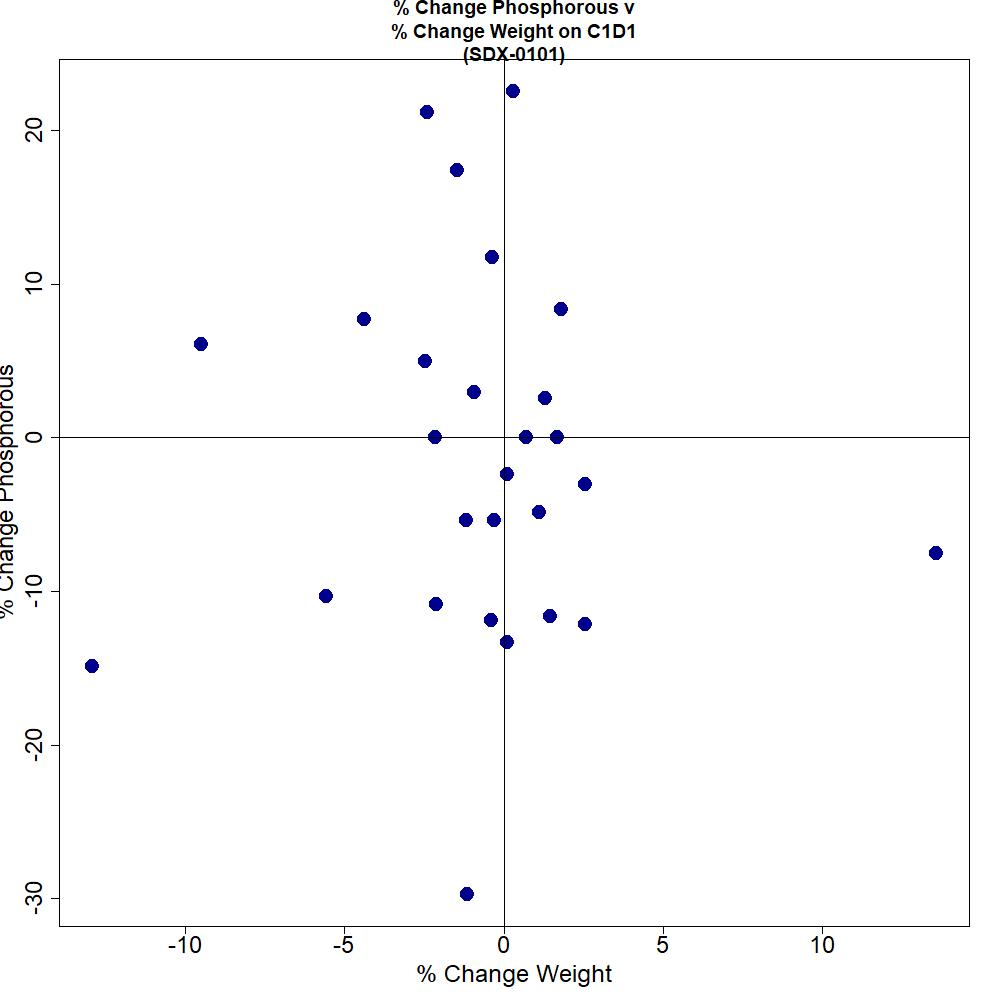 % Change Phosphorous v
% Change Weight on C1D1
(SDX-0101)
% Change Phosphorous
20
10
0
-10
-20
-30
-10
-5
0
5
10
% Change Weight